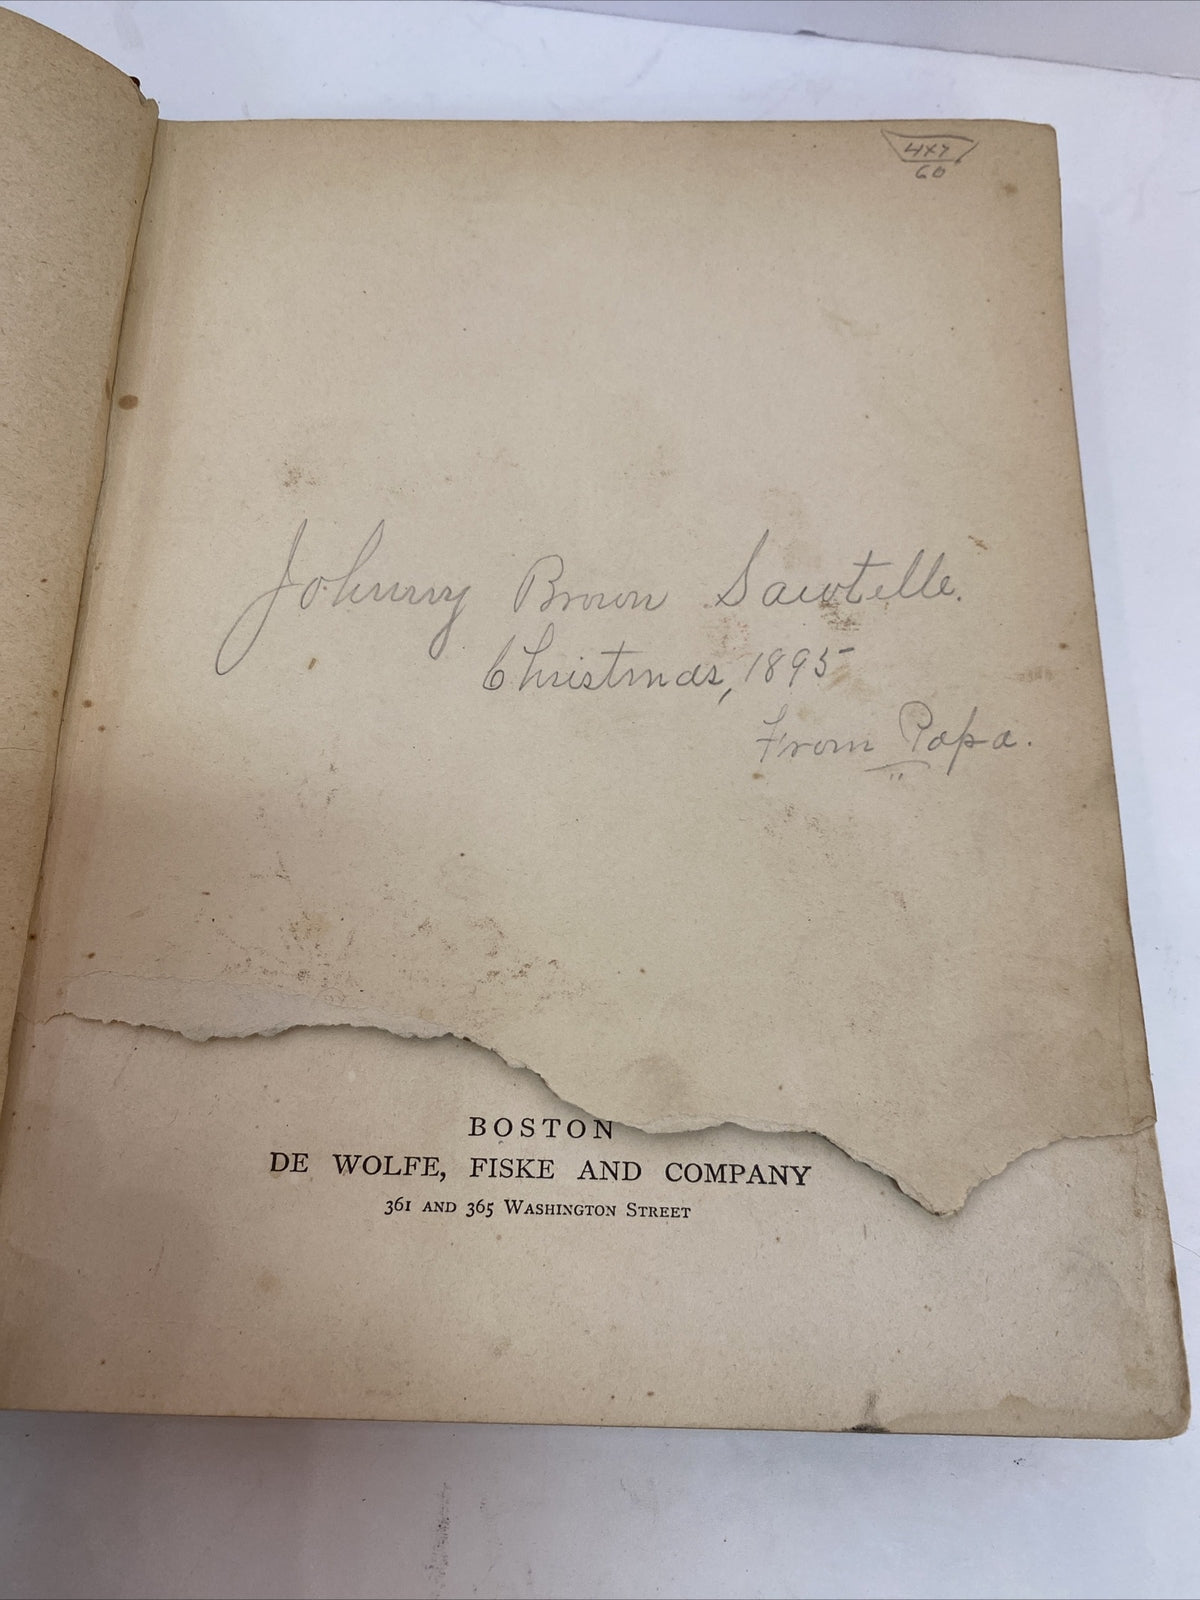 4X7
60
Johnny Brown Sawtelle.
Christmas, 1895
From Papa.
BOSTON
DE WOLFE, FISKE AND COMPANY
361 AND 365 WASHINGTON STREET